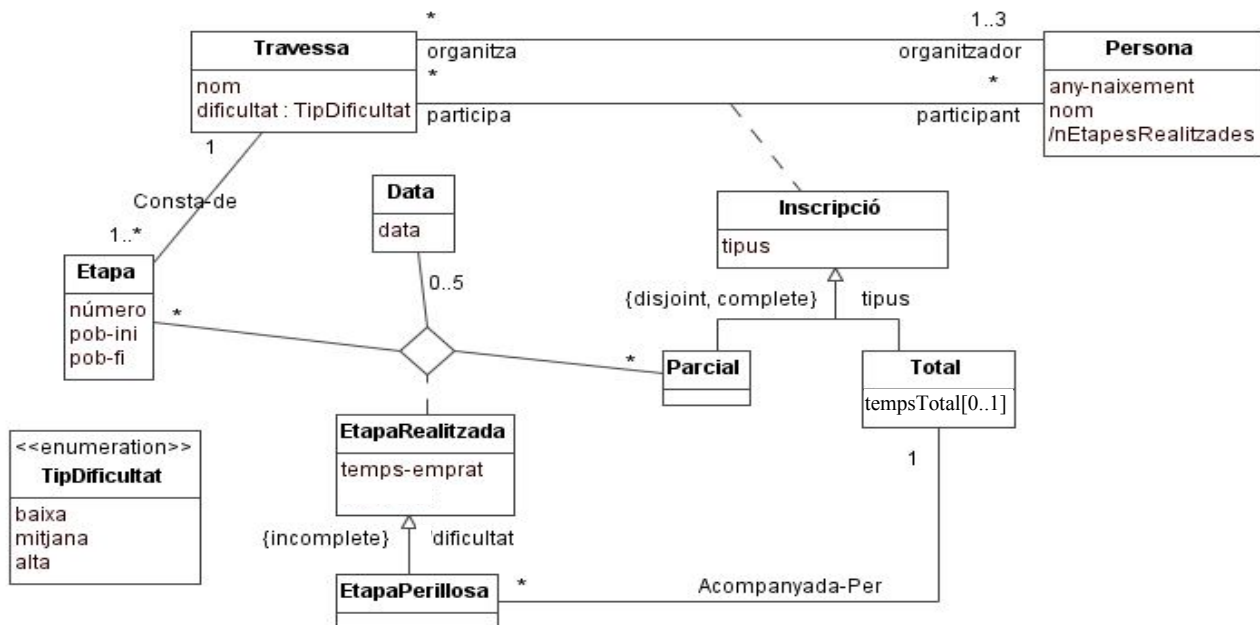 *
1..3
Travessa
organitza
organitzador
Persona
nom
dificultat : TipDificultat
*
*
participa
participant
any-naixement
nom
/nEtapesRealitzades
1
Consta-de
1..*
Data
data
Inscripció
tipus
Etapa
número
pob-ini
pob-fi
0..5
*
{disjoint, complete}
tipus
*
Parcial
Total
tempsTotal[0..1]
EtapaRealitzada
temps-emprat
1
<<enumeration>>
TipDificultat
baixa
mitjana
alta
{incomplete}
/dificultat
EtapaPerillosa
*
Acompanyada-Per